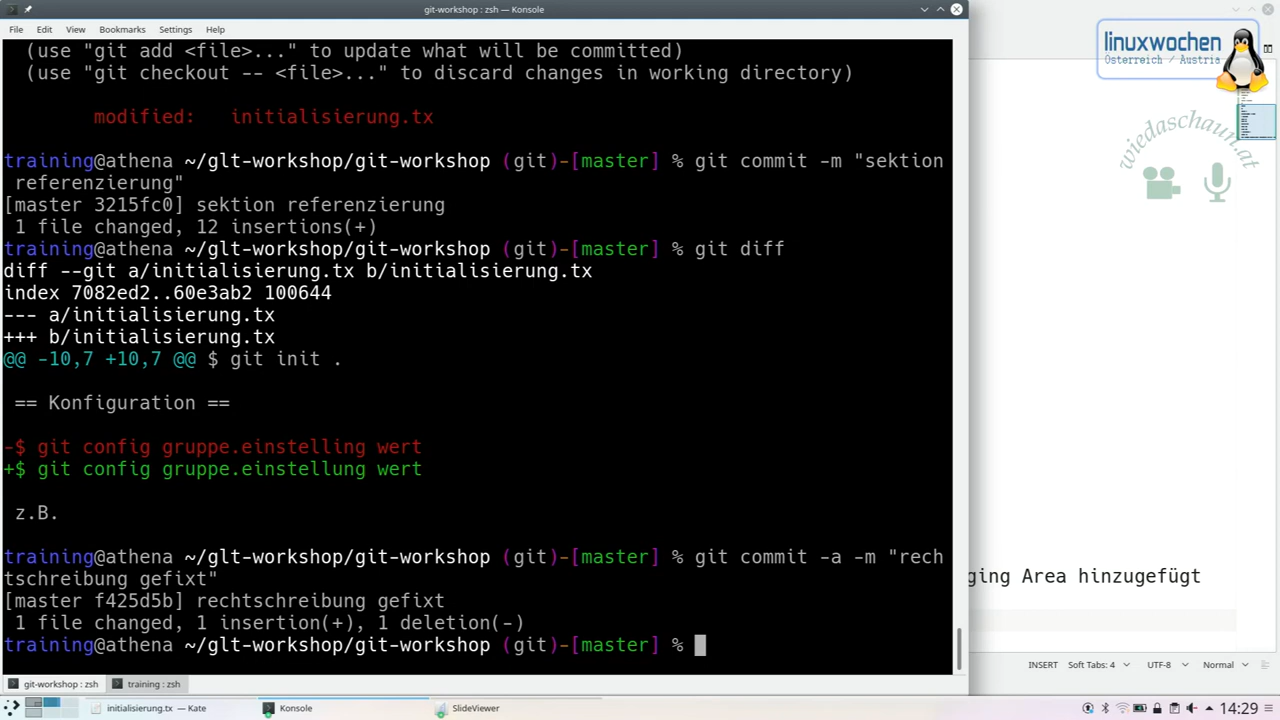 git-workshop : zsh — Konsole
File Edit View Bookmarks Settings Help
(use "git add <file>..." to update what will be committed)
(use "git checkout -- <file>..." to discard changes in working directory)
modified:   initialisierung.tx
training@athena ~/glt-workshop/git-workshop (git)-[master] % git commit -m "sektion
referenzierung"
[master 3215fc0] sektion referenzierung
1 file changed, 12 insertions(+)
training@athena ~/glt-workshop/git-workshop (git)-[master] % git diff
diff --git a/initialisierung.tx b/initialisierung.tx
index 7082ed2..60e3ab2 100644
--- a/initialisierung.tx
+++ b/initialisierung.tx
@@ -10,7 +10,7 @@ $ git init .
== Konfiguration ==
-$ git config gruppe.einstelling wert
+$ git config gruppe.einstellung wert
z.B.
training@athena ~/glt-workshop/git-workshop (git)-[master] % git commit -a -m "rech
tschreibung gefixt"
[master f425d5b] rechtschreibung gefixt
1 file changed, 1 insertion(+), 1 deletion(-)
training@athena ~/glt-workshop/git-workshop (git)-[master] %
git-workshop : zsh
training : zsh
linuxwochen
Österreich / Austria
wiedaschaun.at
ging Area hinzugefügt
INSERT Soft Tabs: 4 UTF-8 Normal
initialisierung.tx — Kate
Konsole
SlideViewer
14:29